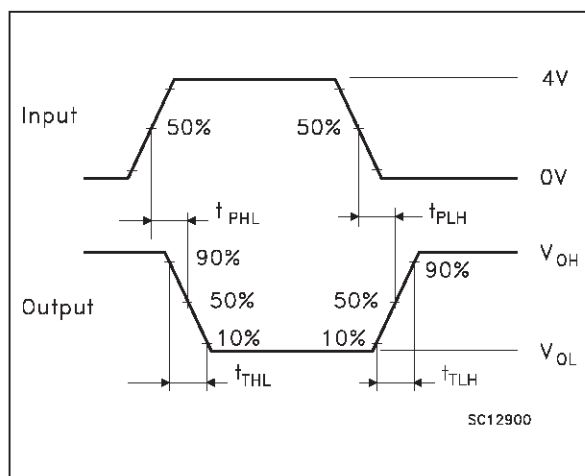 4V
Input
50% 50%
0V
t PHL t PLH
90% 90% V OH
Output 50% 50%
10% 10%
V OL
t THL t TLH
SC12900